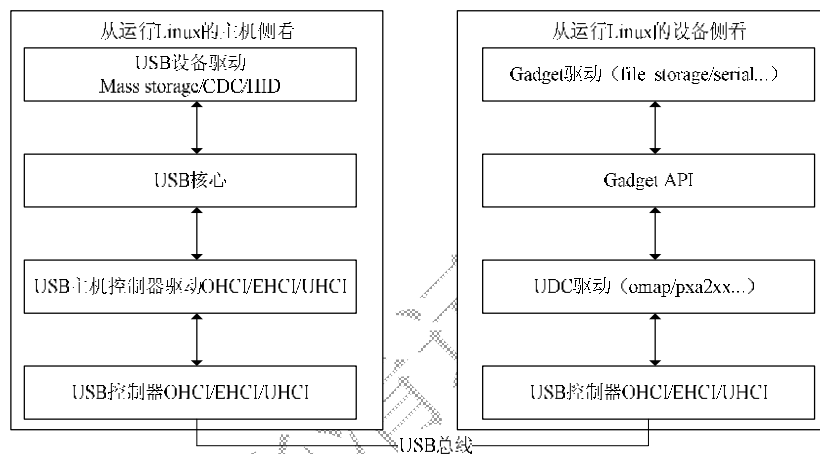 从运行Linux的主机侧看
USB设备驱动
Mass storage/CDC/HID
USB核心
USB主机控制器驱动OHCI/EHCI/UHCI
USB控制器OHCI/EHCI/UHCI
从运行Linux的设备侧看
Gadget驱动（file storage/serial...）
Gadget API
UDC驱动（omap/pxa2xx...）
USB控制器OHCI/EHCI/UHCI
USB总线